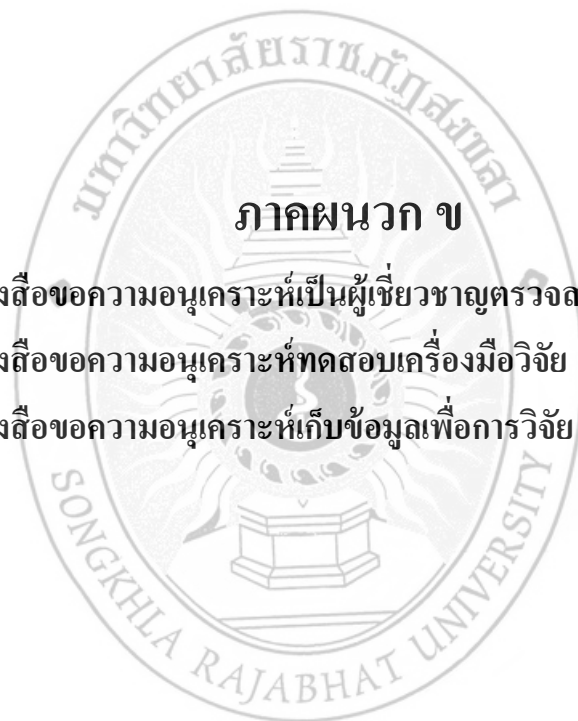 มหาวิทยาลัยราชภัฏสงขลา
ภาคผนวก ข
งสือขอความอนุเคราะห์เป็นผู้เชี่ยวชาญตรวจส
งสือขอความอนุเคราะห์ทดสอบเครื่องมือวิจัย
งสือขอความอนุเคราะห์เก็บข้อมูลเพื่อการวิจัย
SONGKHLA RAJABHAT UNIVERSITY